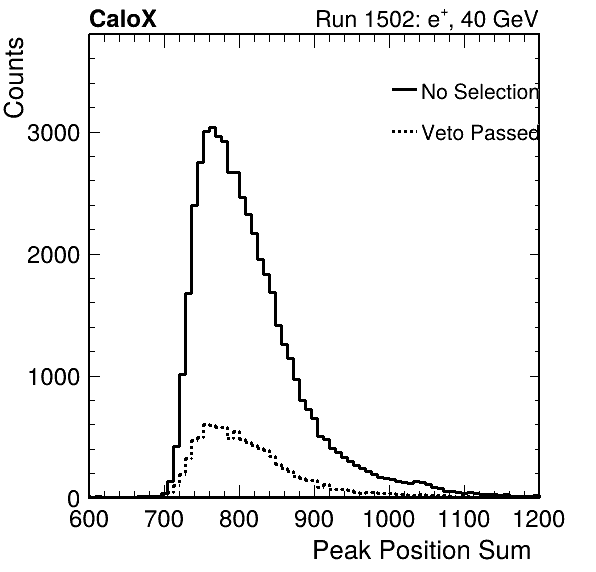 CaloX Run 1502: e⁺, 40 GeV
Counts
No Selection
Veto Passed
3000
2000
1000
0
600 700 800 900 1000 1100 1200
Peak Position Sum